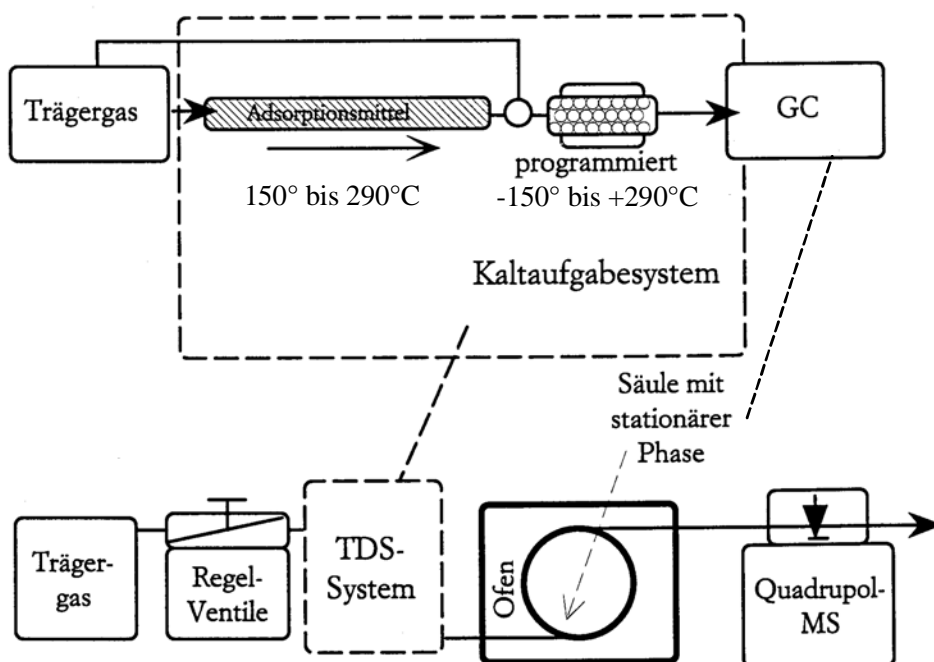 Trägergas
Adsorptionsmittel
GC
programmiert
150° bis 290°C
-150° bis +290°C
Kaltaufgabesystem
Säule mit
stationärer
Phase
Träger-
gas
Regel-
Ventile
TDS-
System
Ofen
Quadrupol-
MS